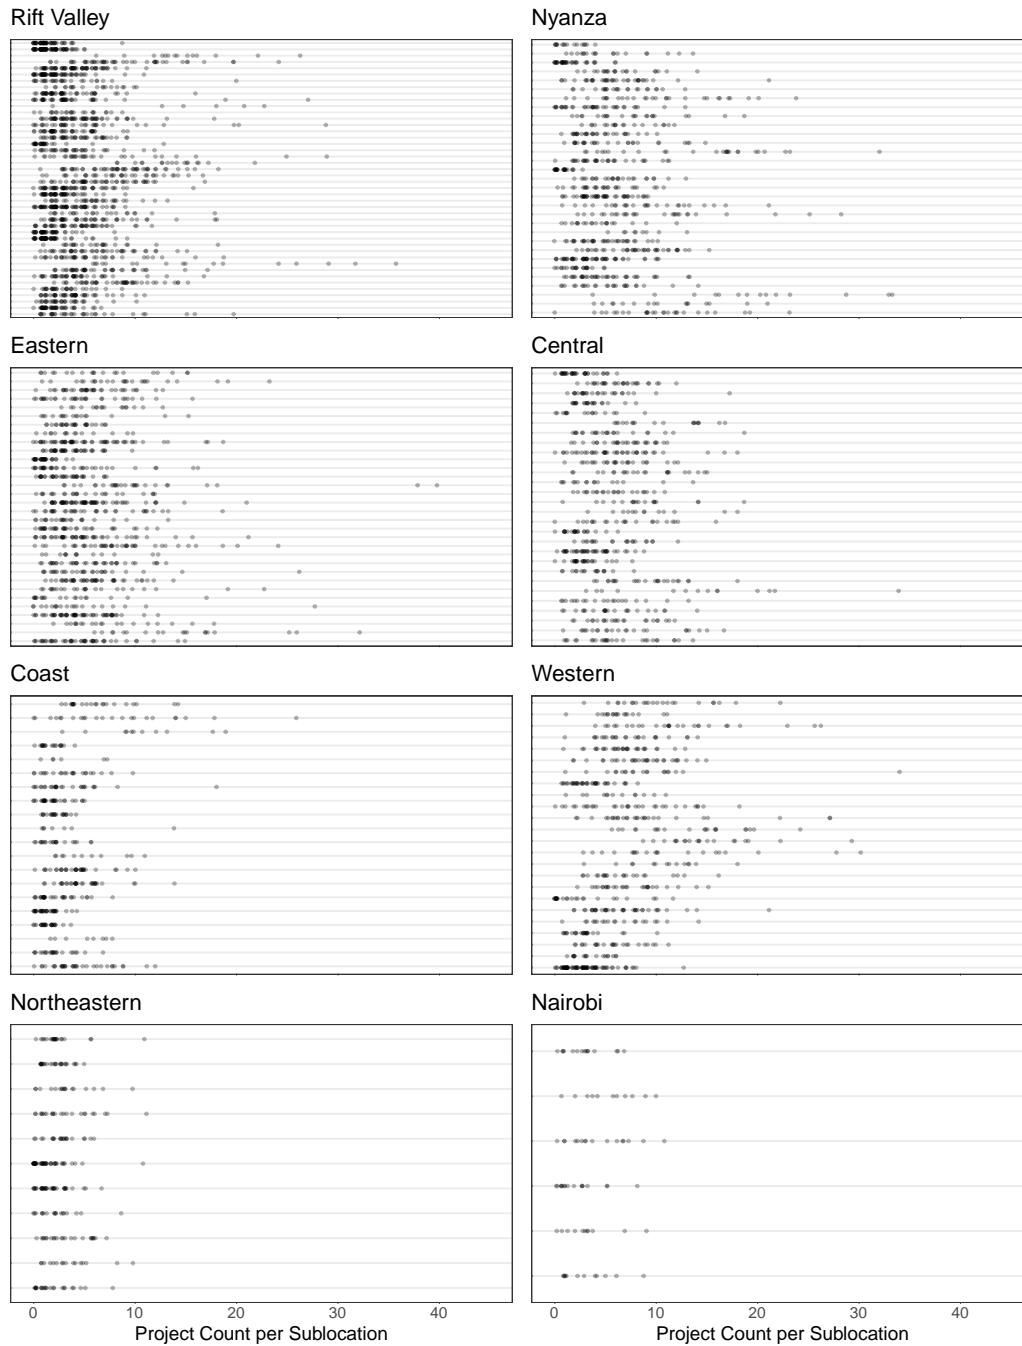 Rift Valley
Nyanza
Eastern
Central
Coast
Western
Northeastern
Nairobi
0 10 20 30 40
0 10 20 30 40
Project Count per Sublocation
Project Count per Sublocation